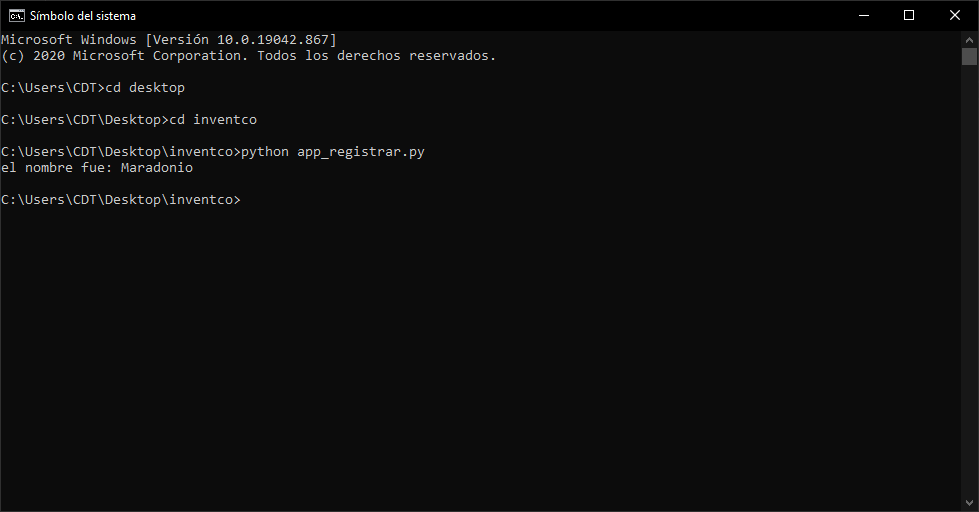 Símbolo del sistema
Microsoft Windows [Versión 10.0.19042.867]
(c) 2020 Microsoft Corporation. Todos los derechos reservados.
C:\Users\CDT>cd desktop
C:\Users\CDT\Desktop>cd inventco
C:\Users\CDT\Desktop\inventco>python app_registrar.py
el nombre fue: Maradonio
C:\Users\CDT\Desktop\inventco>